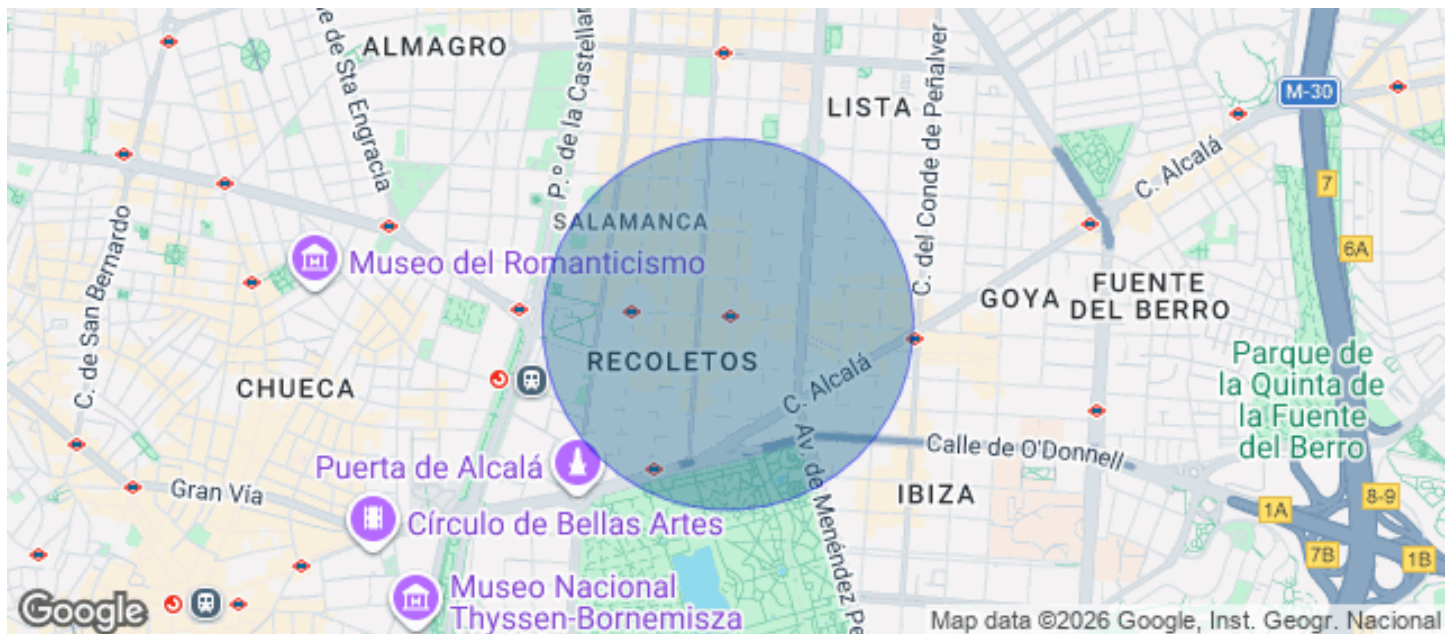 ALMAGRO
e de Sta Engracia
P.º de la Castellan
LISTA
C. del Conde de Peñalver
M-30
C. Alcalá
7
6A
SALAMANCA
C. de San Bernardo
Museo del Romanticismo
GOYA
FUENTE
DEL BERRO
RECOLETOS
CHUECA
C. Alcalá
Parque de
la Quinta de
la Fuente
del Berro
Av. de Menéndez Pe
Calle de O'Donnell
Puerta de Alcalá
Gran Vía
IBIZA
8-9
1A
Círculo de Bellas Artes
7B
1B
Museo Nacional
Thyssen-Bornemisza
Google
Map data ©2026 Google, Inst. Geogr. Nacional